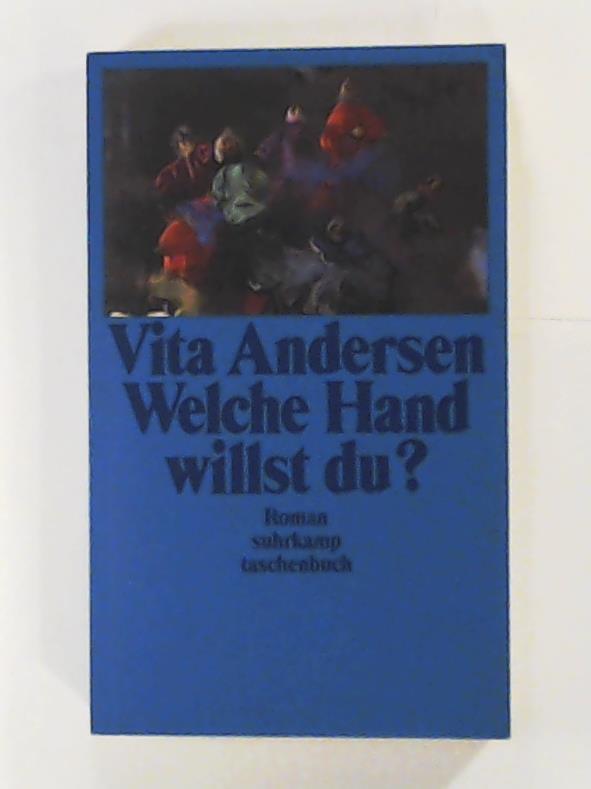 Vita Andersen
Welche Hand
willst du?
Roman
suhrkamp
taschenbuch